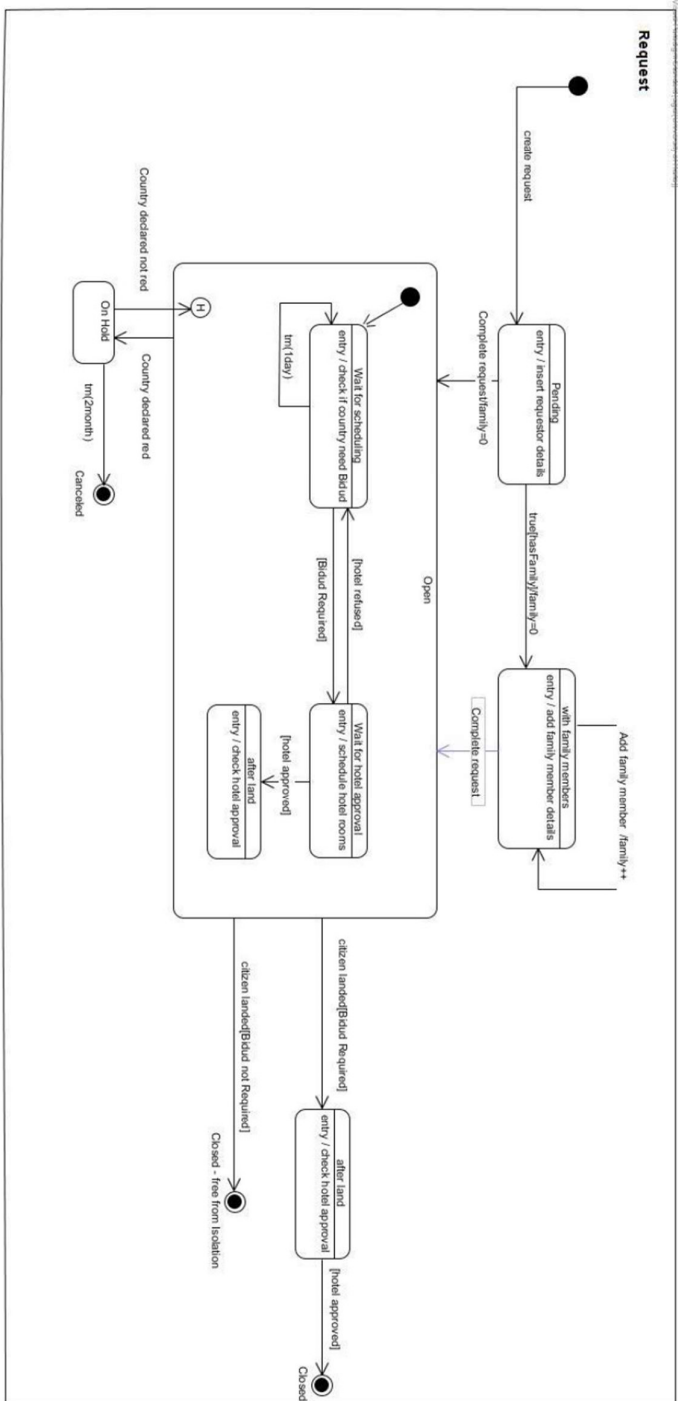 Request
create request
Pending
entry / insert requestor details
true[hasFamily]/family=0
with family members
entry / add family member details
Add family member /family++
Complete request/family=0
Complete request
Open
Wait for scheduling
entry / check if country need Bidud
tm(1day)
[hotel refused]
[Bidud Required]
Wait for hotel approval
entry / schedule hotel rooms
[hotel approved]
after land
entry / check hotel approval
citizen landed[Bidud Required]
after land
entry / check hotel approval
[hotel approved]
Closed
citizen landed[Bidud not Required]
Closed - free from Isolation
H
Country declared not red
Country declared red
On Hold
tm(2month)
Canceled